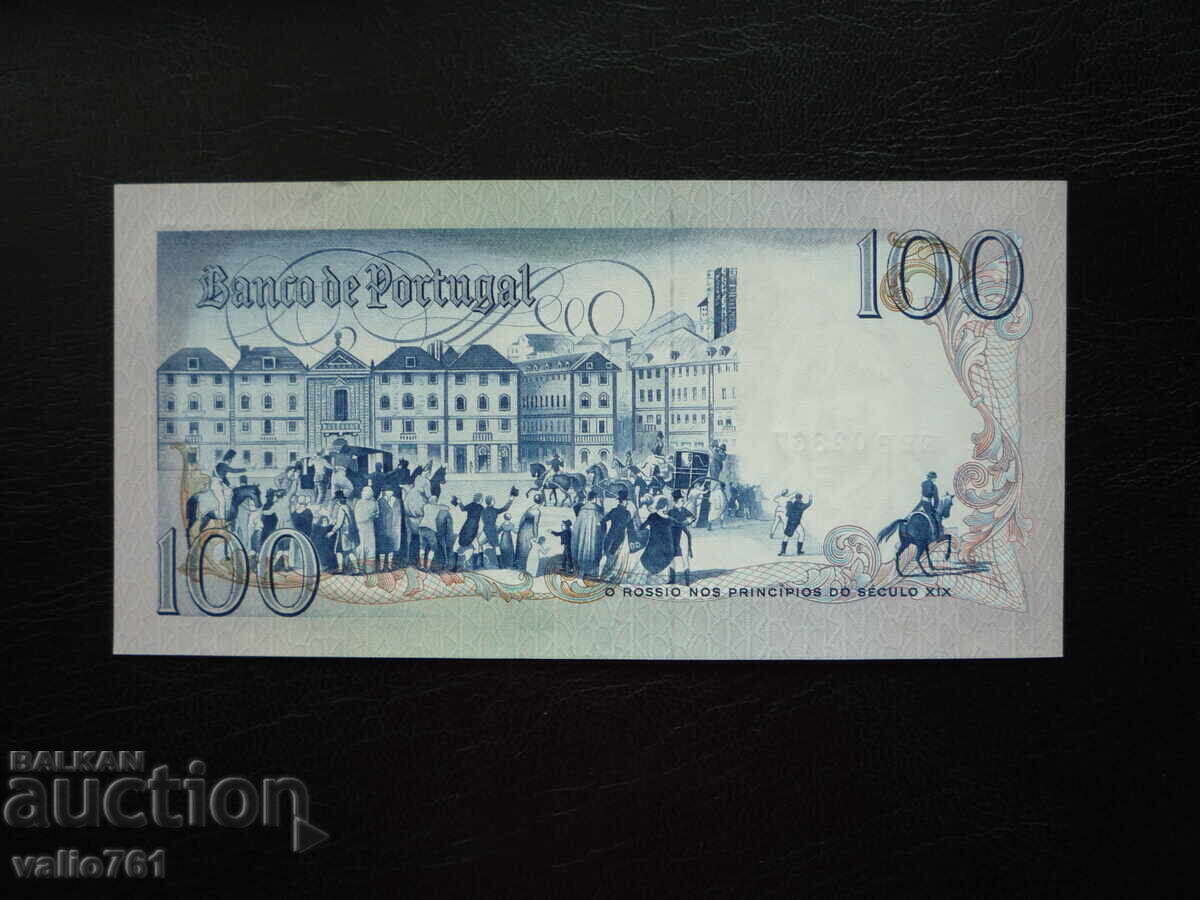 Banco de Portugal
100
100
O ROSSIO NOS PRINCÍPIOS DO SÉCULO XIX
BALKAN
auction
valio761